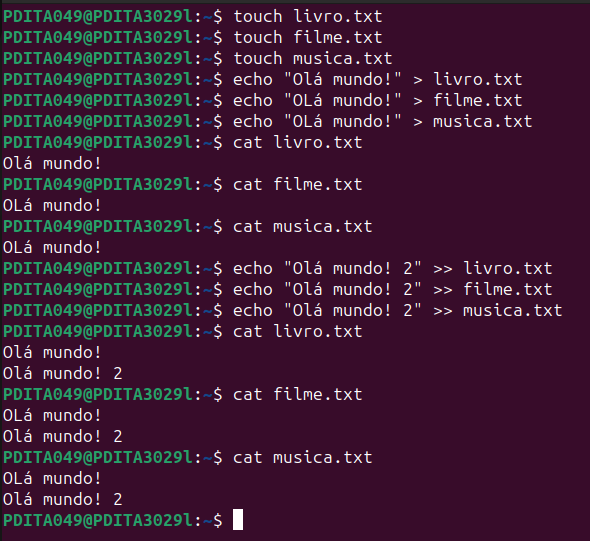 PDITA049@PDITA3029l:~$ touch livro.txt
PDITA049@PDITA3029l:~$ touch filme.txt
PDITA049@PDITA3029l:~$ touch musica.txt
PDITA049@PDITA3029l:~$ echo "Olá mundo!" > livro.txt
PDITA049@PDITA3029l:~$ echo "OLá mundo!" > filme.txt
PDITA049@PDITA3029l:~$ echo "OLá mundo!" > musica.txt
PDITA049@PDITA3029l:~$ cat livro.txt
Olá mundo!
PDITA049@PDITA3029l:~$ cat filme.txt
OLá mundo!
PDITA049@PDITA3029l:~$ cat musica.txt
OLá mundo!
PDITA049@PDITA3029l:~$ echo "Olá mundo! 2" >> livro.txt
PDITA049@PDITA3029l:~$ echo "Olá mundo! 2" >> filme.txt
PDITA049@PDITA3029l:~$ echo "Olá mundo! 2" >> musica.txt
PDITA049@PDITA3029l:~$ cat livro.txt
Olá mundo!
Olá mundo! 2
PDITA049@PDITA3029l:~$ cat filme.txt
OLá mundo!
Olá mundo! 2
PDITA049@PDITA3029l:~$ cat musica.txt
OLá mundo!
Olá mundo! 2
PDITA049@PDITA3029l:~$